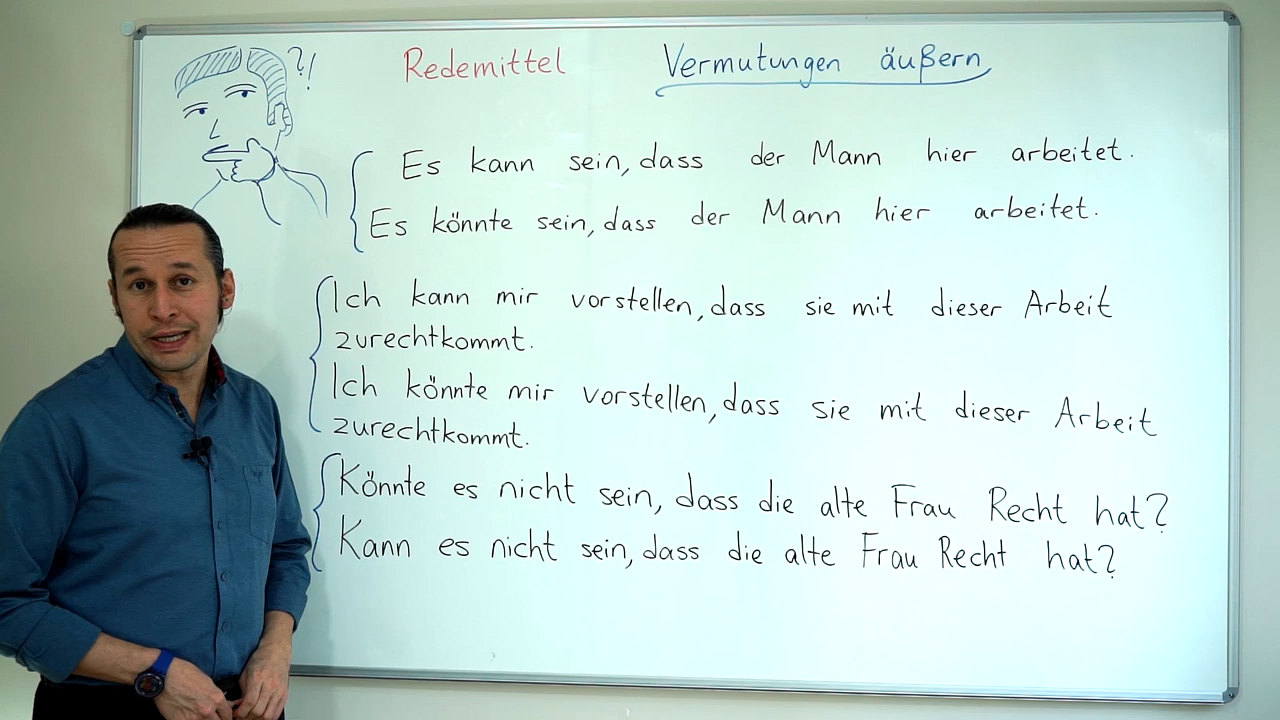 ?!
Redemittel Vermutungen äußern
Es kann sein, dass der Mann hier arbeitet.
Es könnte sein, dass der Mann hier arbeitet.
Ich kann mir vorstellen, dass sie mit dieser Arbeit
zurechtkommt.
Ich könnte mir vorstellen, dass sie mit dieser Arbeit
zurechtkommt.
Könnte es nicht sein, dass die alte Frau Recht hat?
Kann es nicht sein, dass die alte Frau Recht hat?